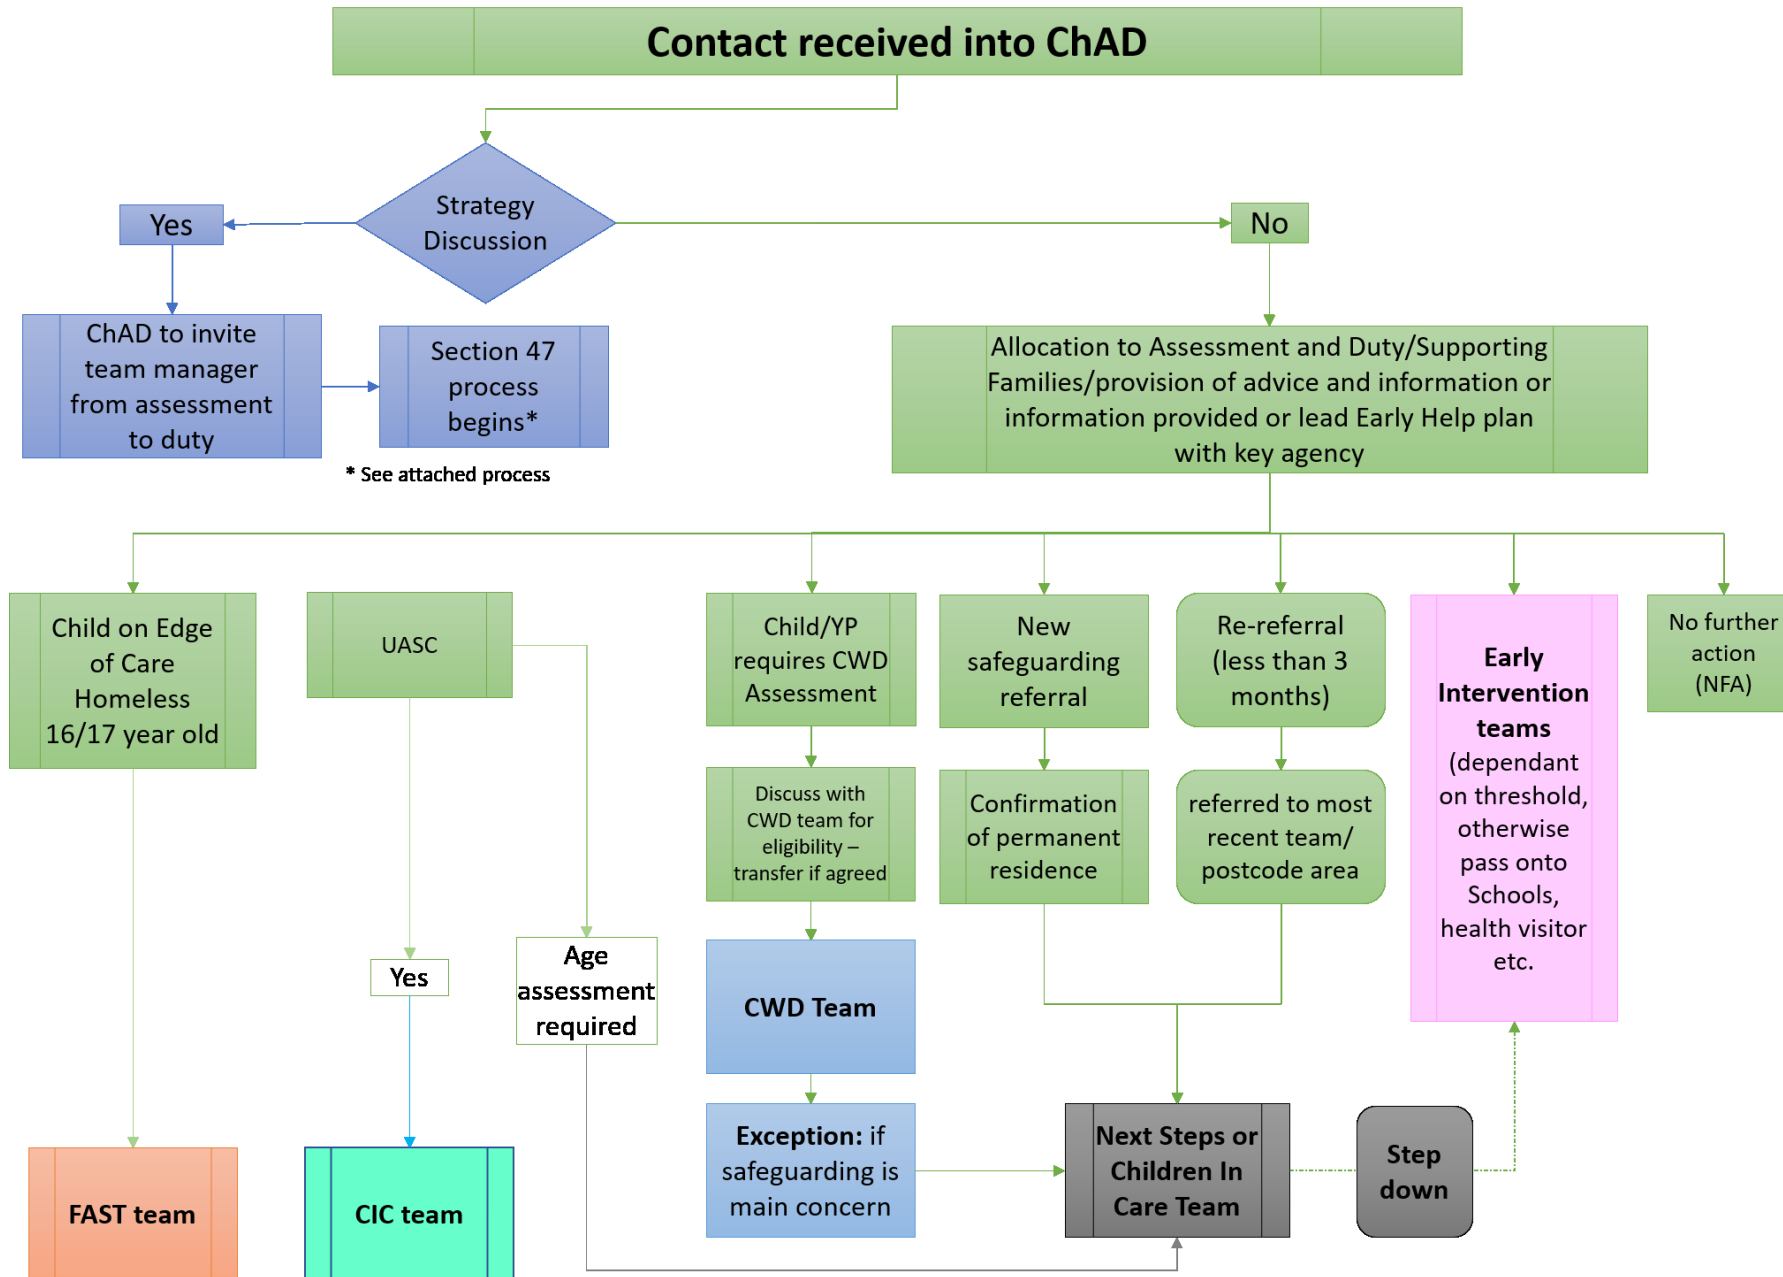 Contact received into ChAD
Strategy
Discussion
Yes
No
ChAD to invite
team manager
from assessment
to duty
Section 47
process
begins*
* See attached process
Allocation to Assessment and Duty/Supporting
Families/provision of advice and information or
information provided or lead Early Help plan
with key agency
Child on Edge
of Care
Homeless
16/17 year old
UASC
Child/YP
requires CWD
Assessment
New
safeguarding
referral
Re-referral
(less than 3
months)
Early
Intervention
teams
(dependant
on threshold,
otherwise
pass onto
Schools,
health visitor
etc.
No further
action
(NFA)
Discuss with
CWD team for
eligibility –
transfer if agreed
Confirmation
of permanent
residence
referred to most
recent team/
postcode area
Yes
Age
assessment
required
CWD Team
Exception: if
safeguarding is
main concern
Next Steps or
Children In
Care Team
Step
down
FAST team
CIC team